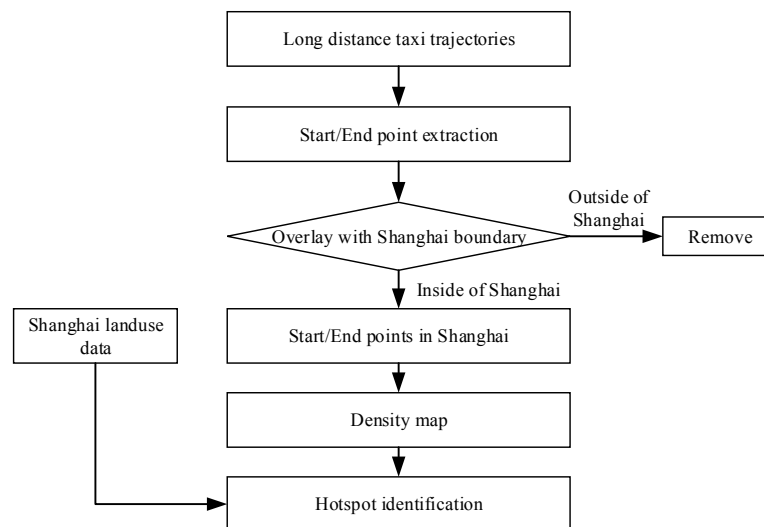 Long distance taxi trajectories
Start/End point extraction
Outside of
Shanghai
Overlay with Shanghai boundary
Remove
Inside of Shanghai
Shanghai landuse
data
Start/End points in Shanghai
Density map
Hotspot identification